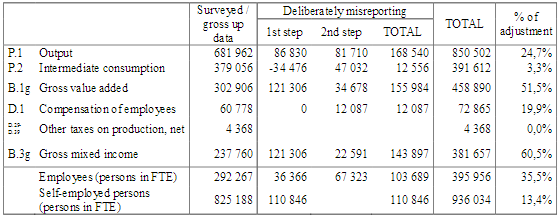 Surveyed / gross up data Deliberately misreporting TOTAL % of adjustment
1st step 2nd step TOTAL
P.1 Output 681 962 86 830 81 710 168 540 850 502 24,7%
P.2 Intermediate consumption 379 056 -34 476 47 032 12 556 391 612 3,3%
B.1g Gross value added 302 906 121 306 34 678 155 984 458 890 51,5%
D.1 Compensation of employees 60 778 0 12 087 12 087 72 865 19,9%
Other taxes on production, net 4 368 4 368 0,0%
B.3g Gross mixed income 237 760 121 306 22 591 143 897 381 657 60,5%
Employees (persons in FTE) 292 267 36 366 67 323 103 689 395 956 35,5%
Self-employed persons (persons in FTE) 825 188 110 846 110 846 936 034 13,4%